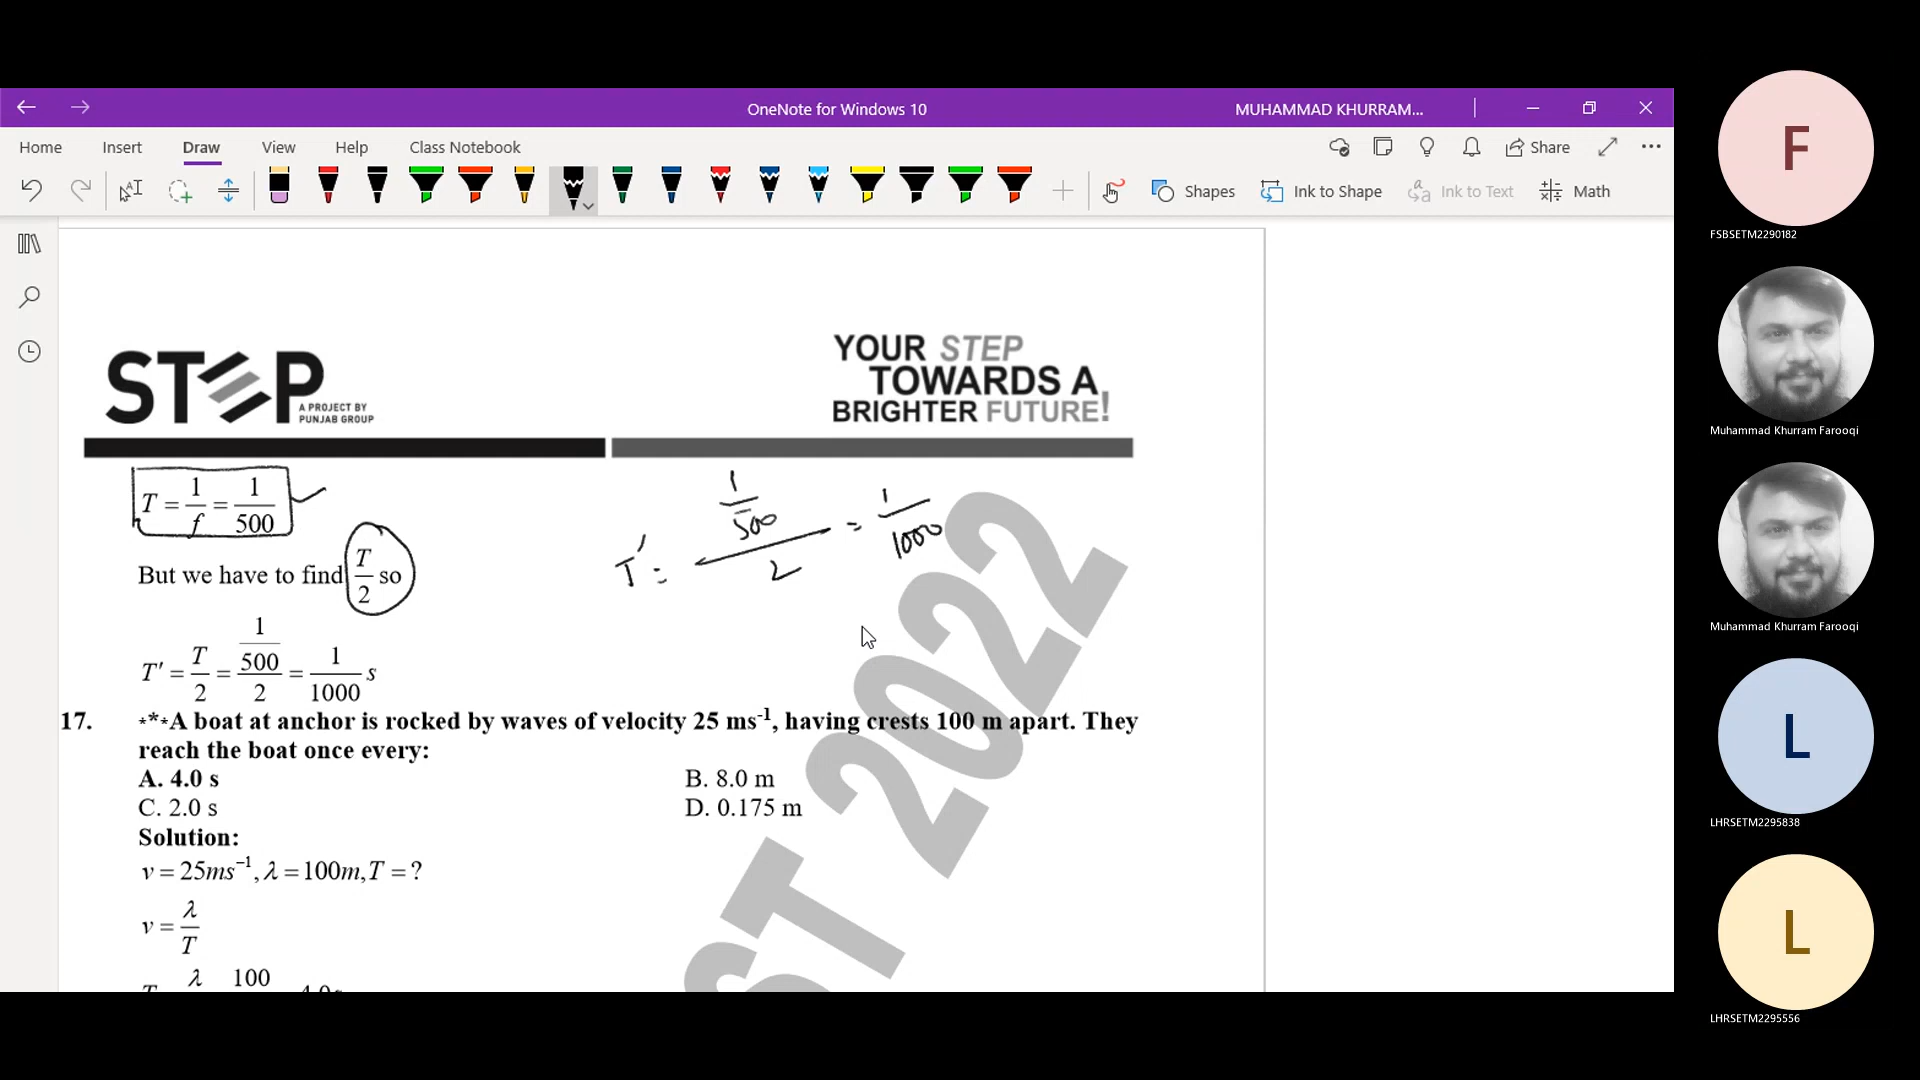 OneNote for Windows 10
MUHAMMAD KHURRAM...
Home
Insert
Draw
View
Help
Class Notebook
Share
Shapes
Ink to Shape
Ink to Text
Math
STEP
A PROJECT BY
PUNJAB GROUP
YOUR STEP
TOWARDS A
BRIGHTER FUTURE!
T = 1/f = 1/500
T' = (1/500)/2 = 1/1000
But we have to find T/2 so
T' = T/2 = (1/500)/2 = 1/1000 s
17. ***A boat at anchor is rocked by waves of velocity 25 ms⁻¹, having crests 100 m apart. They
reach the boat once every:
A. 4.0 s
B. 8.0 m
C. 2.0 s
D. 0.175 m
Solution:
v = 25ms⁻¹, λ = 100m, T = ?
v = λ/T
λ 100
ST 2022
F
FSBSETM2290182
Muhammad Khurram Farooqi
Muhammad Khurram Farooqi
L
LHRSETM2295838
L
LHRSETM2295556